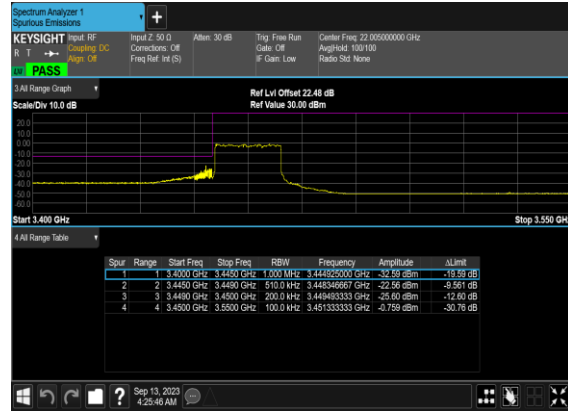 Spectrum Analyzer 1
Spurious Emissions
KEYSIGHT Input: RF Input Z: 50 Ω Atten: 30 dB Trig: Free Run Center Freq: 22.005000000 GHz
R T Coupling: DC Corrections: Off Gate: Off Avg|Hold: 100/100
Align: Off Freq Ref: Int (S) IF Gain: Low Radio Std: None
PASS
3 All Range Graph
Ref Lvl Offset 22.48 dB
Scale/Div 10.0 dB Ref Value 30.00 dBm
20.0
10.0
0.00
-10.0
-20.0
-30.0
-40.0
-50.0
-60.0
Start 3.400 GHz Stop 3.550 GHz
4 All Range Table
Spur Range Start Freq Stop Freq RBW Frequency Amplitude ΔLimit
1 1 3.4000 GHz 3.4450 GHz 1.000 MHz 3.444925000 GHz -32.59 dBm -19.59 dB
2 2 3.4450 GHz 3.4490 GHz 510.0 kHz 3.448346667 GHz -22.56 dBm -9.561 dB
3 3 3.4490 GHz 3.4500 GHz 200.0 kHz 3.449493333 GHz -25.60 dBm -12.60 dB
4 4 3.4500 GHz 3.5500 GHz 100.0 kHz 3.451333333 GHz -0.759 dBm -30.76 dB
? Sep 13, 2023
4:25:46 AM